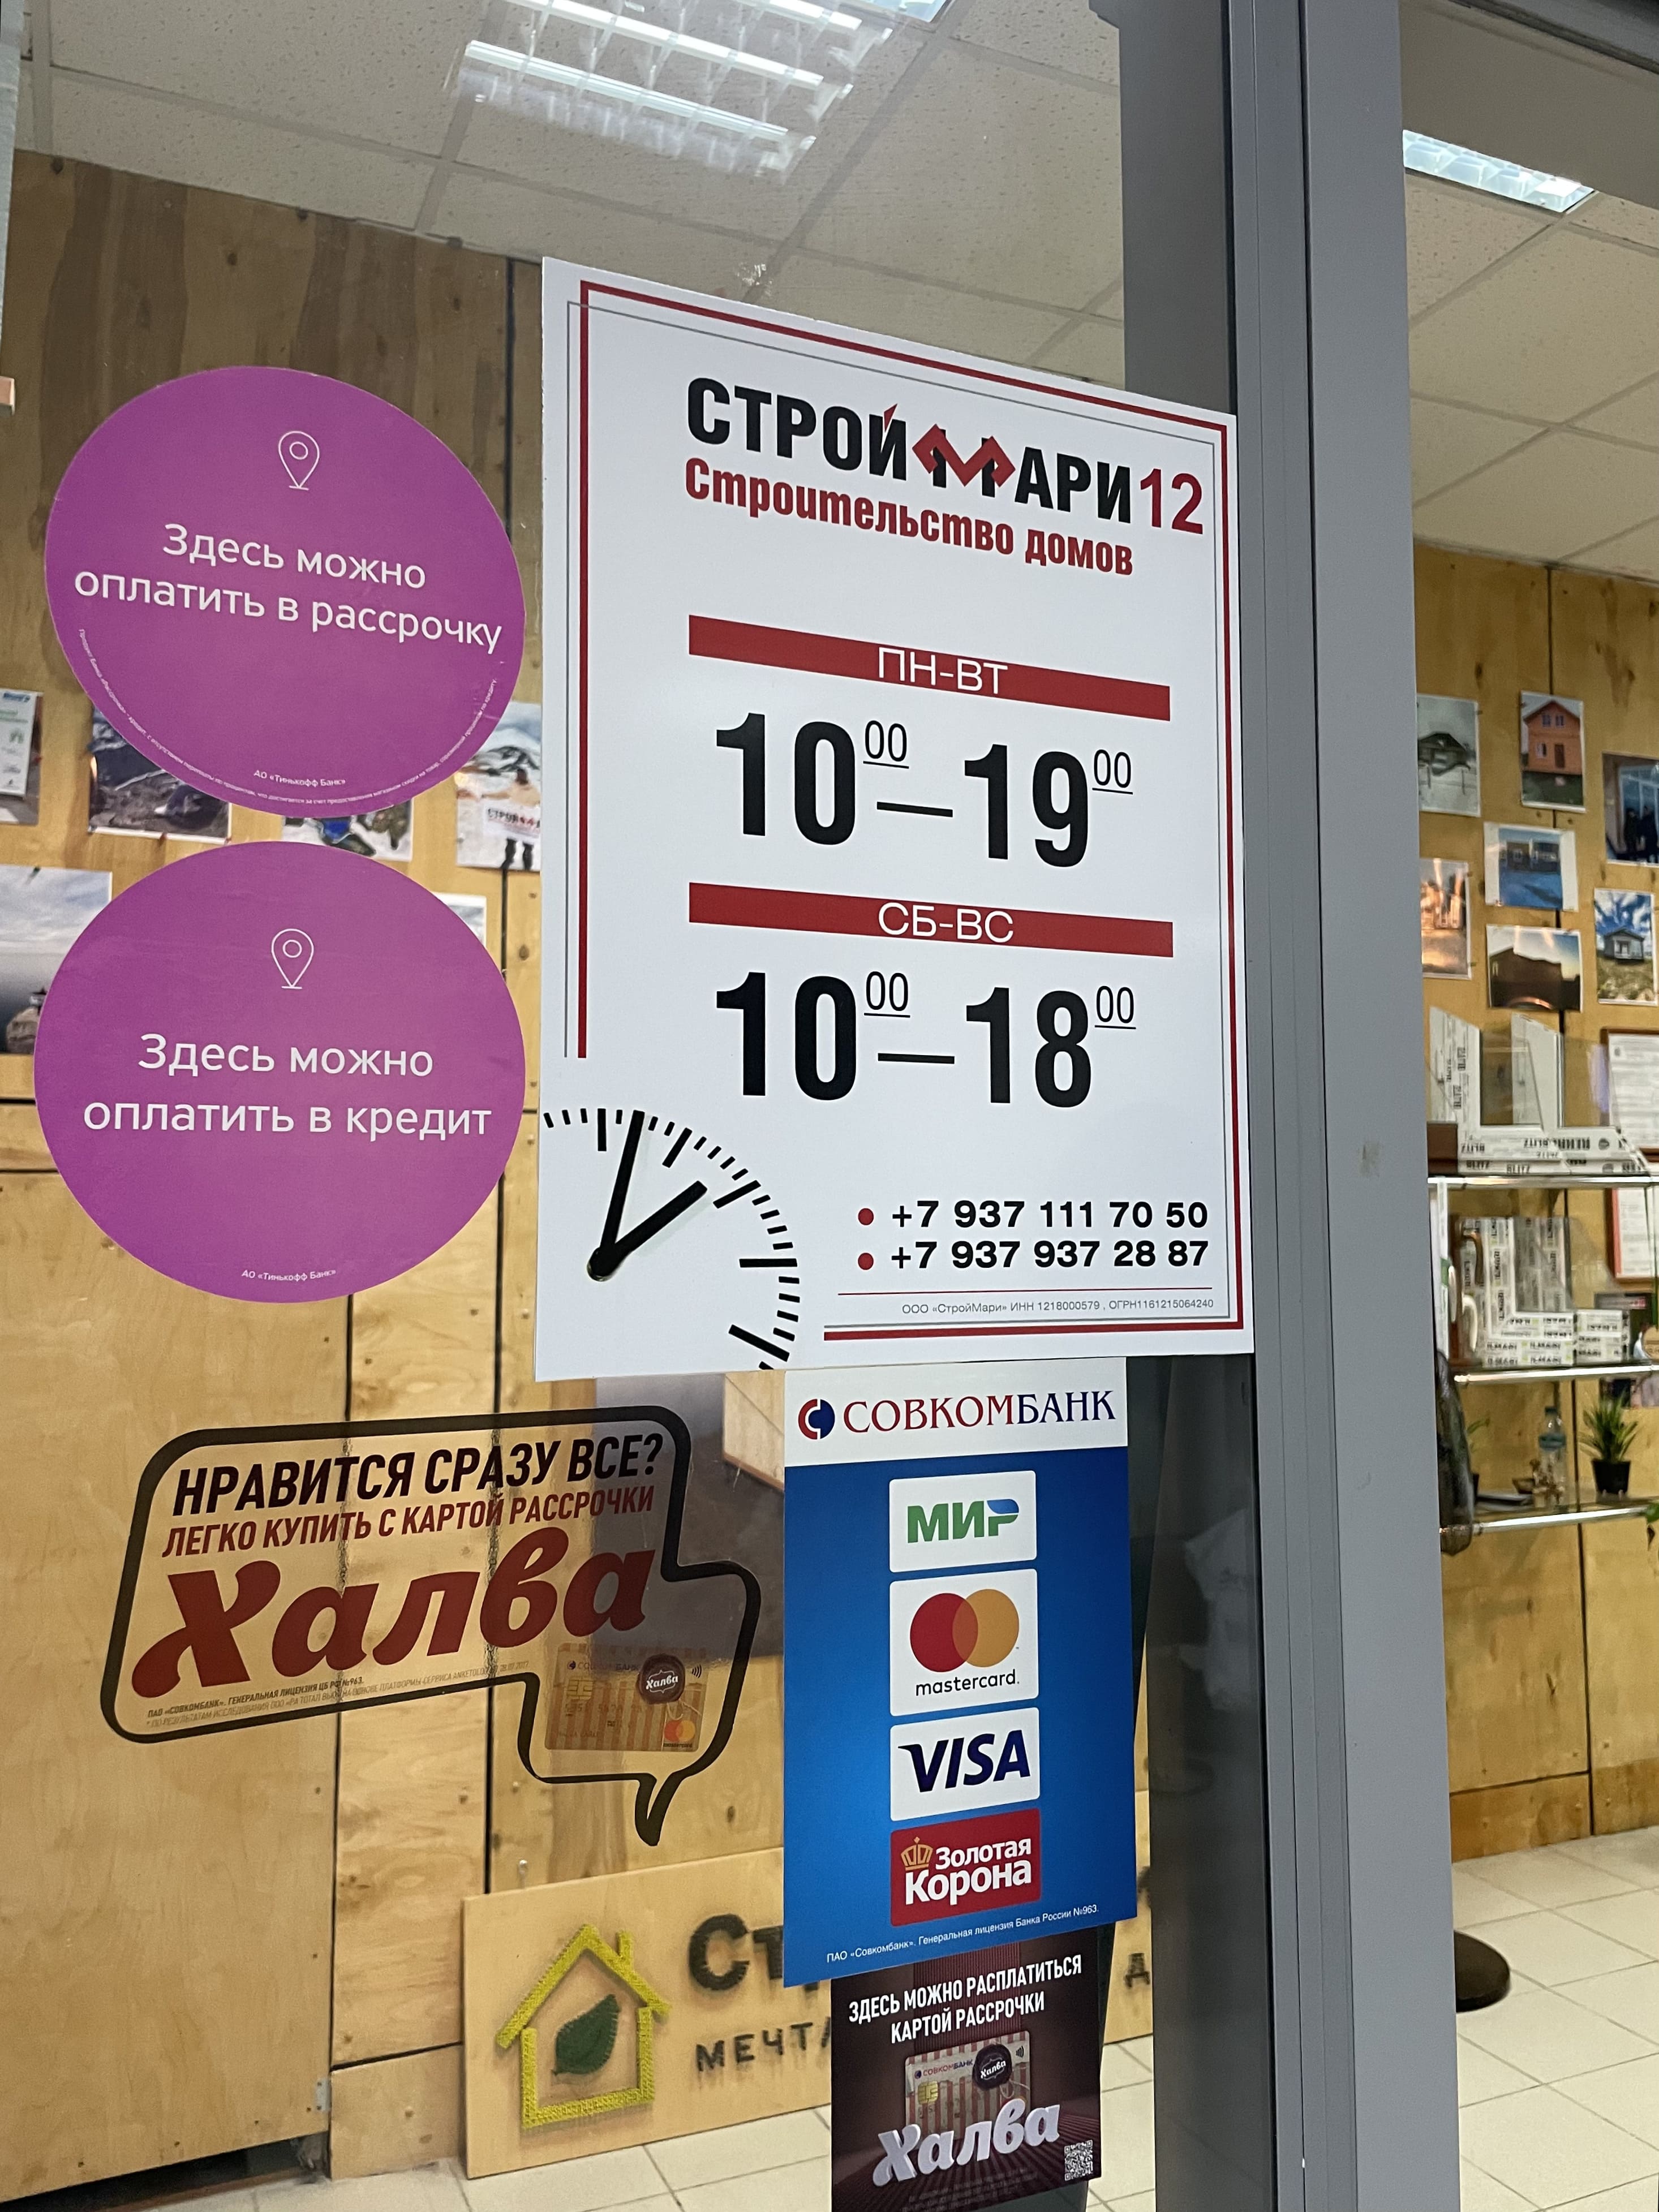 СТРОЙМАРИ12
Строительство домов
ПН-ВТ
10⁰⁰—19⁰⁰
СБ-ВС
10⁰⁰—18⁰⁰
+7 937 111 70 50
+7 937 937 28 87
ООО «СтройМари» ИНН 1218000579 , ОГРН1161215064240
Здесь можно
оплатить в рассрочку
АО «Тинькофф Банк»
Здесь можно
оплатить в кредит
АО «Тинькофф Банк»
НРАВИТСЯ СРАЗУ ВСЕ?
ЛЕГКО КУПИТЬ С КАРТОЙ РАССРОЧКИ
Халва
ПАО «СОВКОМБАНК». ГЕНЕРАЛЬНАЯ ЛИЦЕНЗИЯ ЦБ РФ №963.
Халва
СОВКОМБАНК
МИР
mastercard.
VISA
Золотая
Корона
ПАО «Совкомбанк». Генеральная лицензия Банка России №963.
ЗДЕСЬ МОЖНО РАСПЛАТИТЬСЯ
КАРТОЙ РАССРОЧКИ
СОВКОМБАНК
Халва
Халва